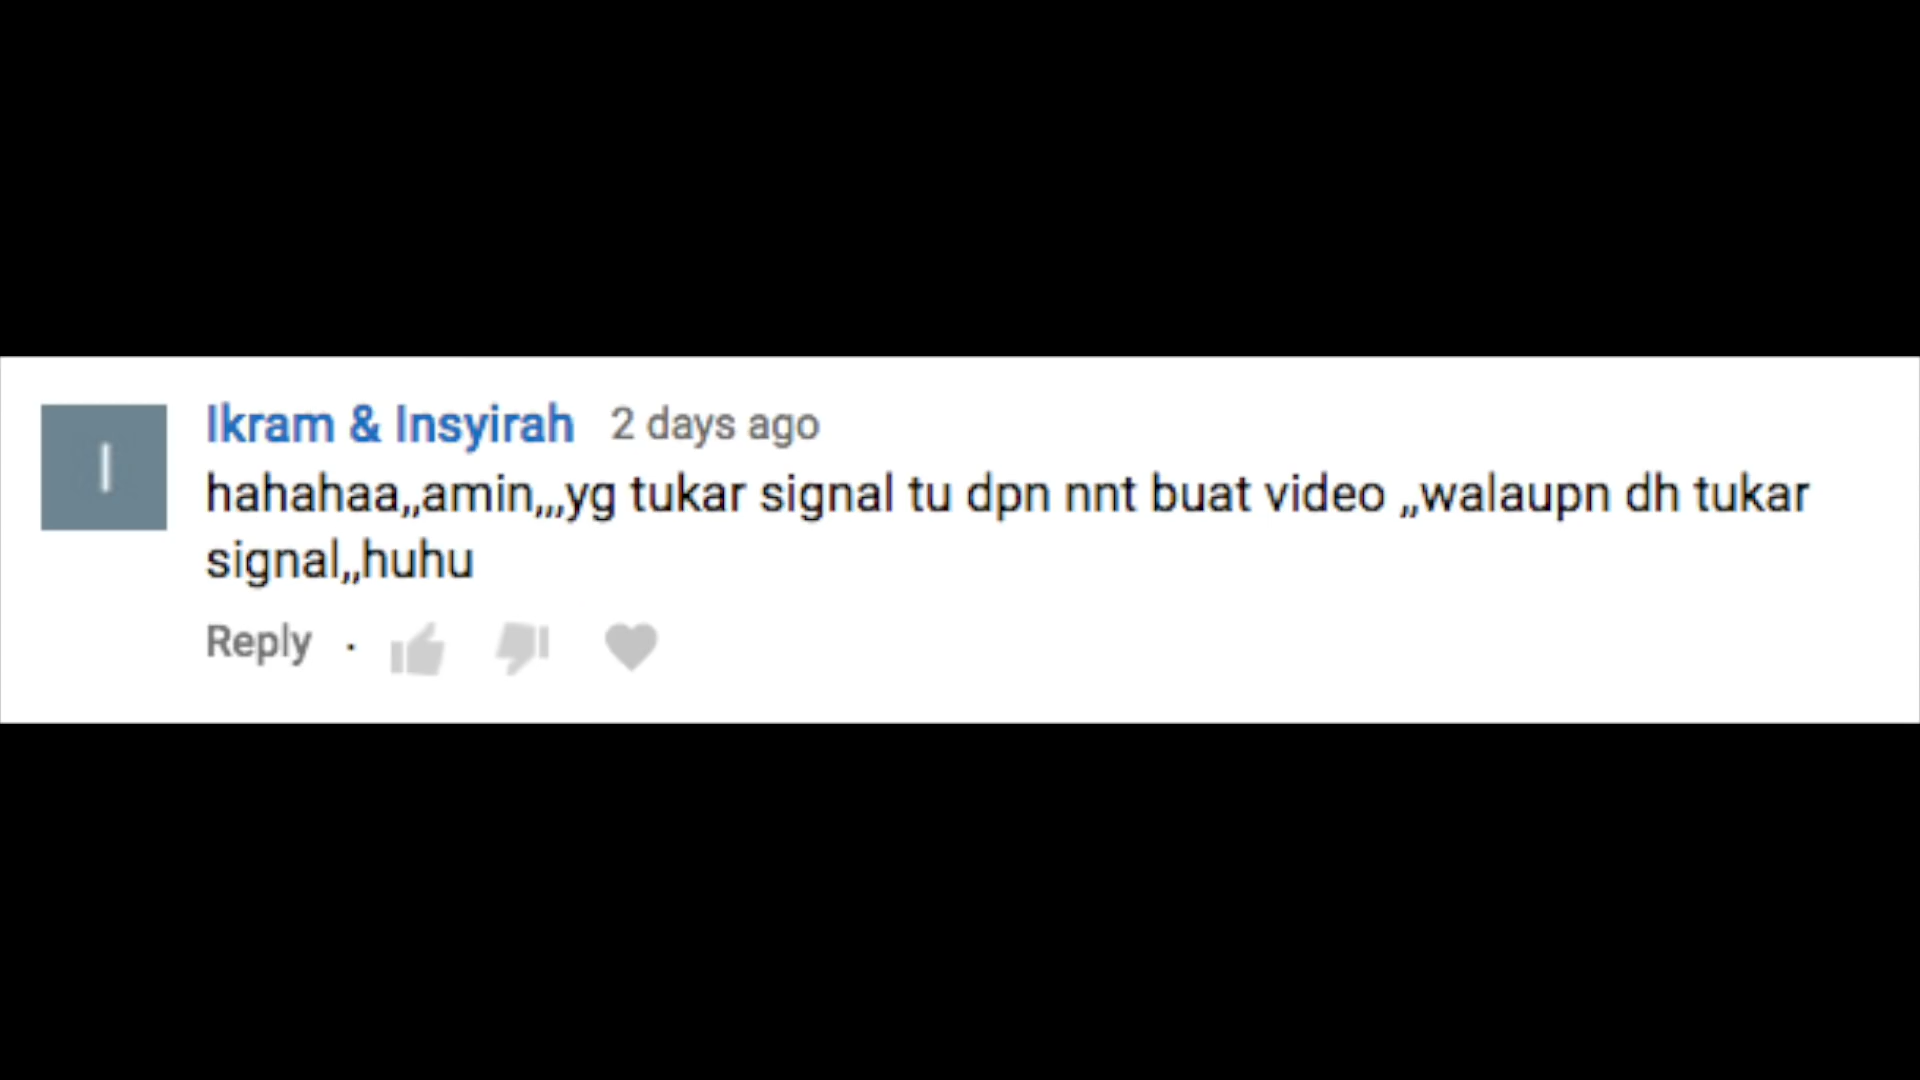 I
Ikram & Insyirah 2 days ago
hahahaa,,amin,,,yg tukar signal tu dpn nnt buat video ,,walaupn dh tukar
signal,,huhu
Reply ·